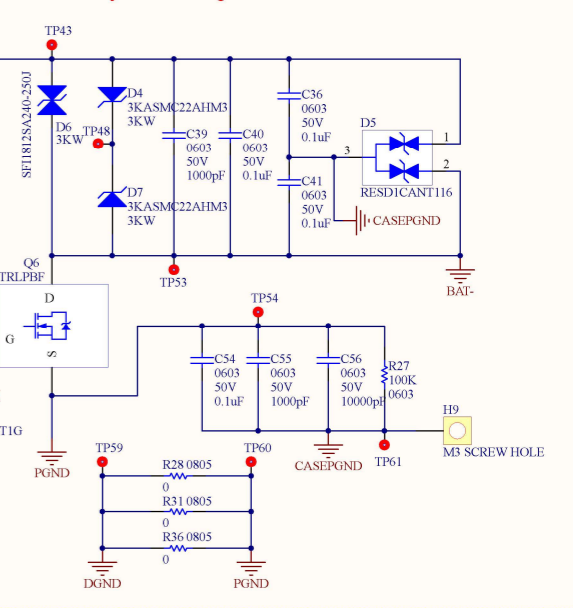 TP43
SFI1812SA240-250J
D6
3KW
TP48
D4
3KASMC22AHM3
3KW
D7
3KASMC22AHM3
3KW
C39
0603
50V
1000pF
C40
0603
50V
0.1uF
C36
0603
50V
0.1uF
C41
0603
50V
0.1uF
D5
3
1
2
RESD1CANT116
CASEPGND
TP53
BAT-
Q6
TRLPBF
D
G
S
TP54
C54
0603
50V
0.1uF
C55
0603
50V
1000pF
C56
0603
50V
10000pF
R27
100K
0603
H9
M3 SCREW HOLE
T1G
PGND
CASEPGND
TP61
TP59
TP60
R28 0805
0
R31 0805
0
R36 0805
0
DGND
PGND